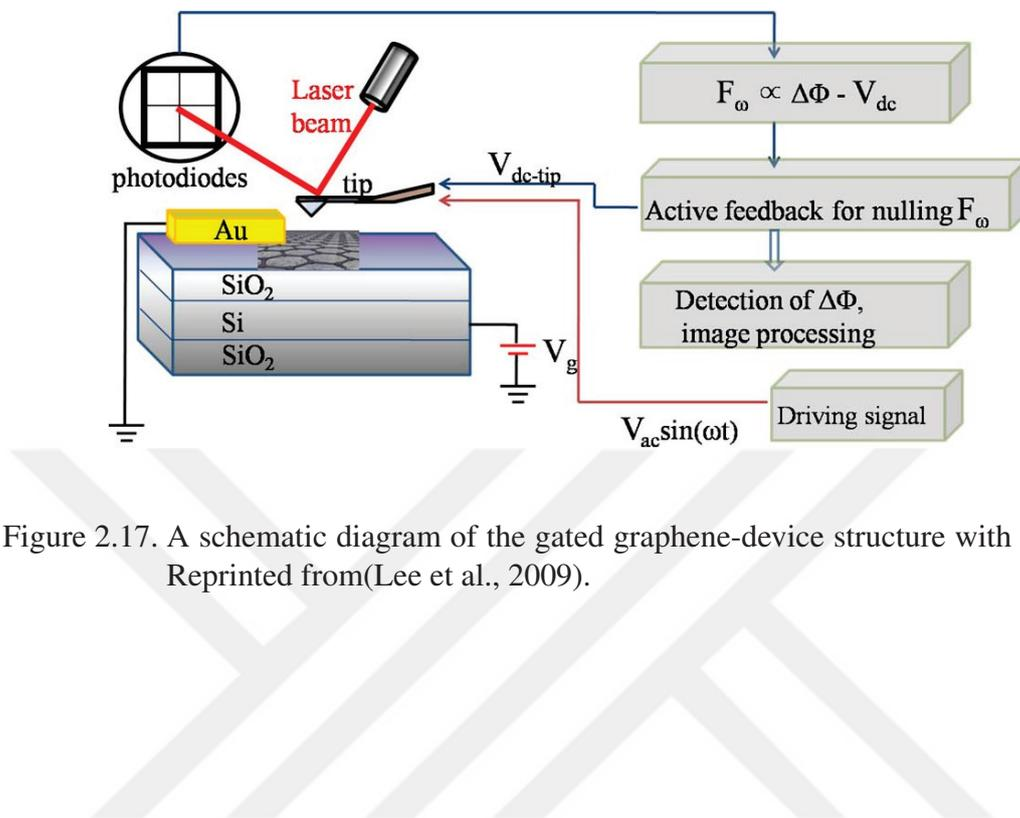 Laser
beam
photodiodes
tip
V_dc-tip
Au
SiO₂
Si
SiO₂
V_g
F_ω ∝ ΔΦ - V_dc
Active feedback for nulling F_ω
Detection of ΔΦ,
image processing
Driving signal
V_ac sin(ωt)
Figure 2.17. A schematic diagram of the gated graphene-device structure with
Reprinted from(Lee et al., 2009).